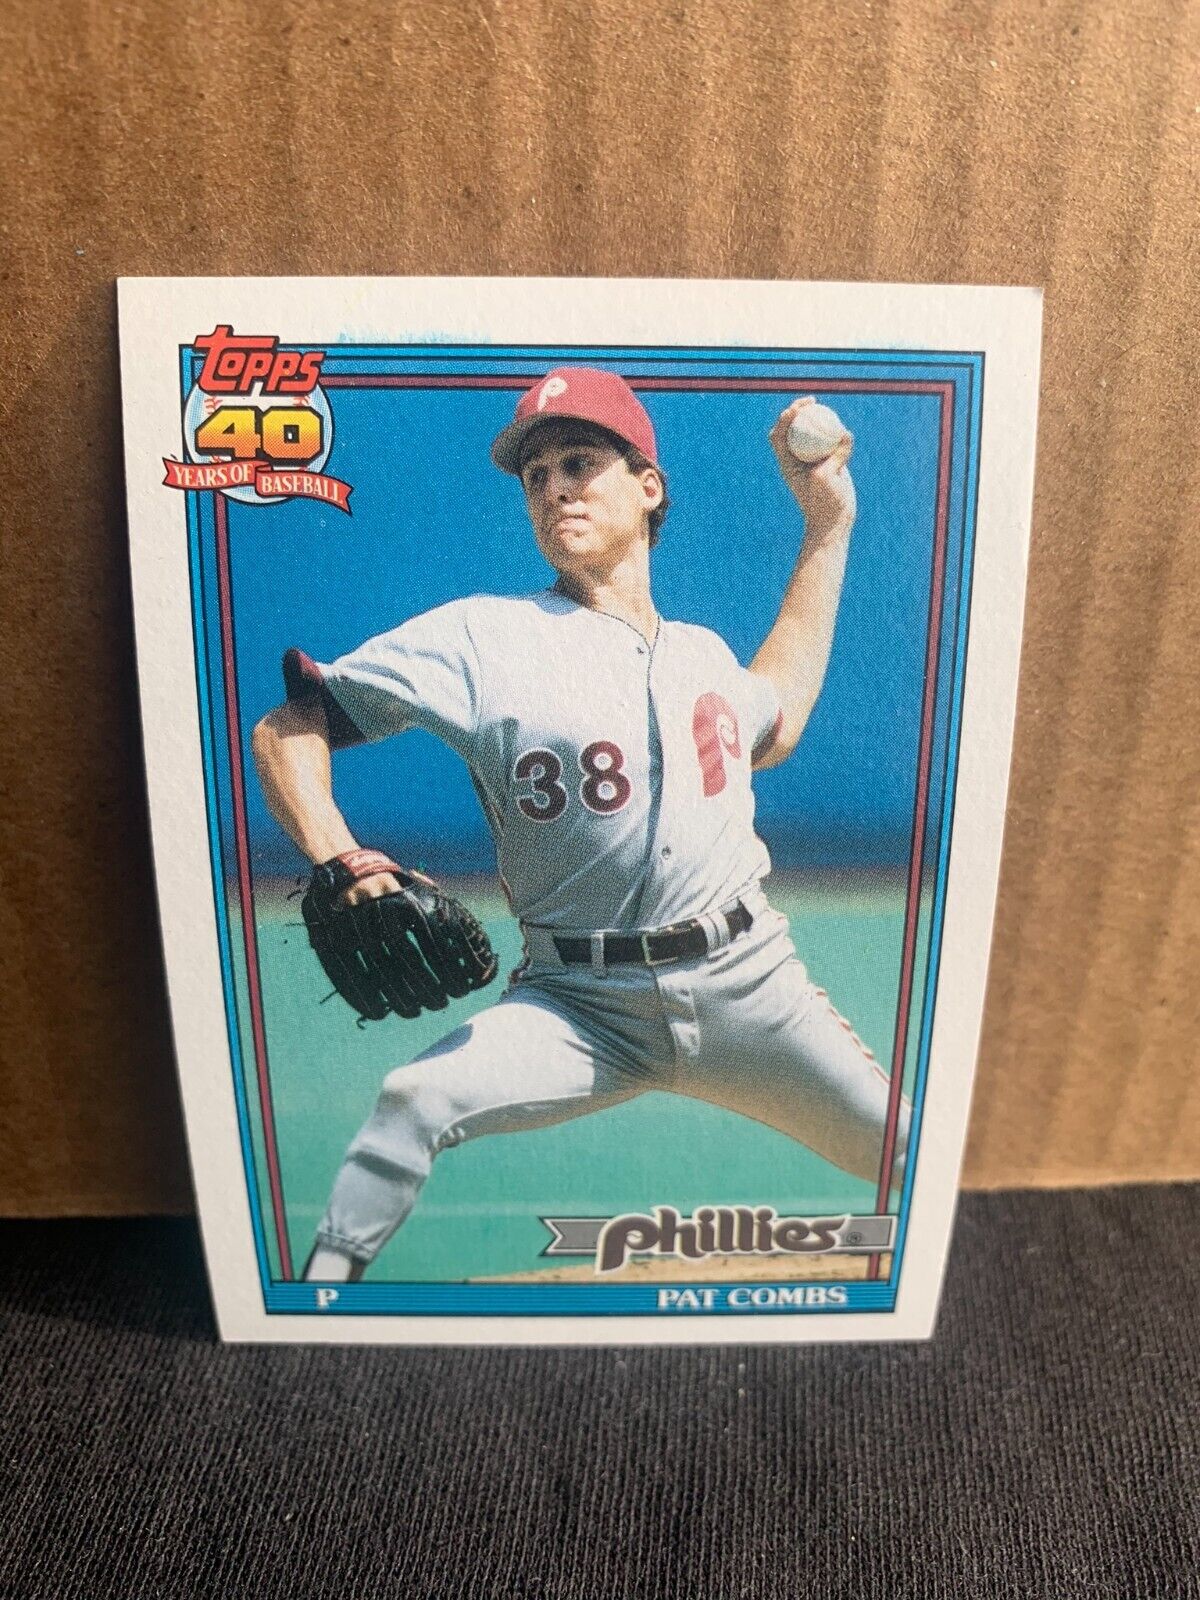 Topps
40
YEARS OF BASEBALL
P
38
P
Phillies ®
P
PAT COMBS